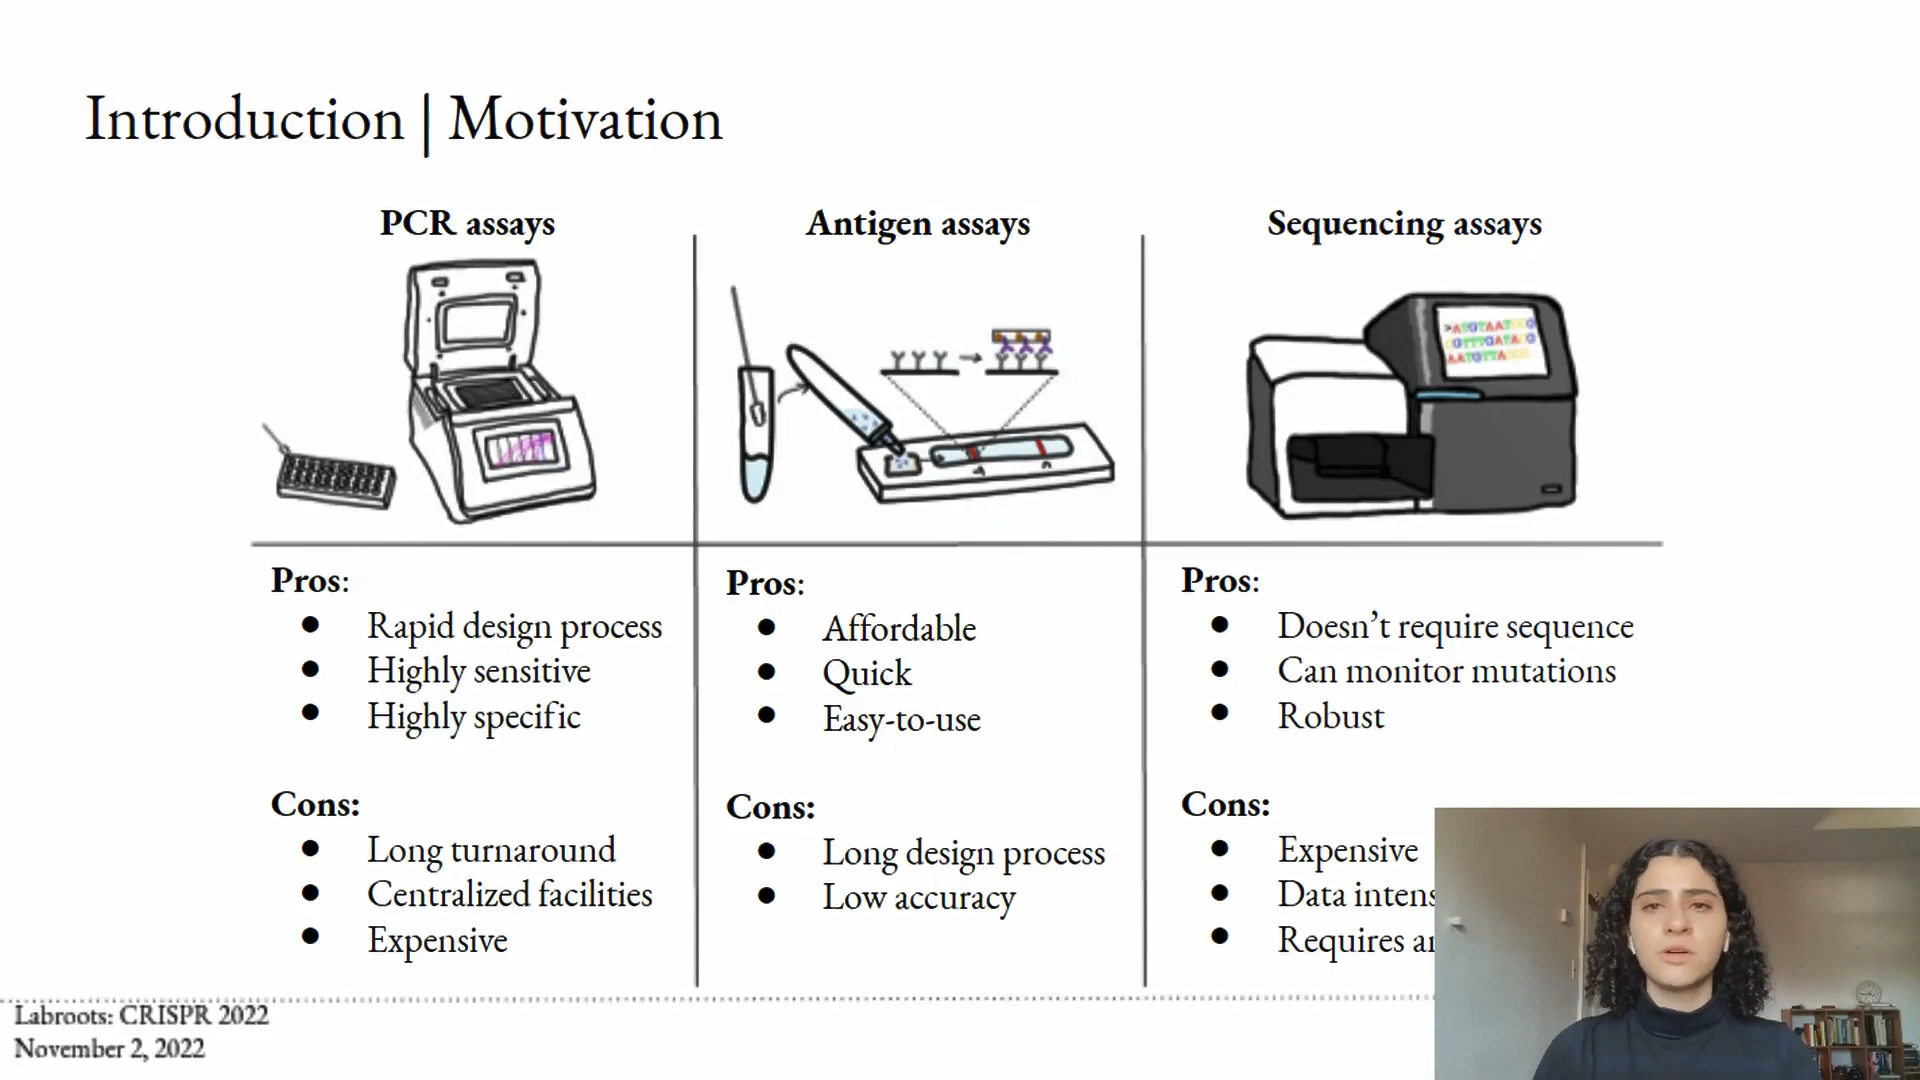 Introduction | Motivation
PCR assays
Antigen assays
Sequencing assays
Pros:
● Rapid design process
● Highly sensitive
● Highly specific
Cons:
● Long turnaround
● Centralized facilities
● Expensive
Pros:
● Affordable
● Quick
● Easy-to-use
Cons:
● Long design process
● Low accuracy
Pros:
● Doesn’t require sequence
● Can monitor mutations
● Robust
Cons:
● Expensive
● Data
● Requires
Labroots: CRISPR 2022
November 2, 2022